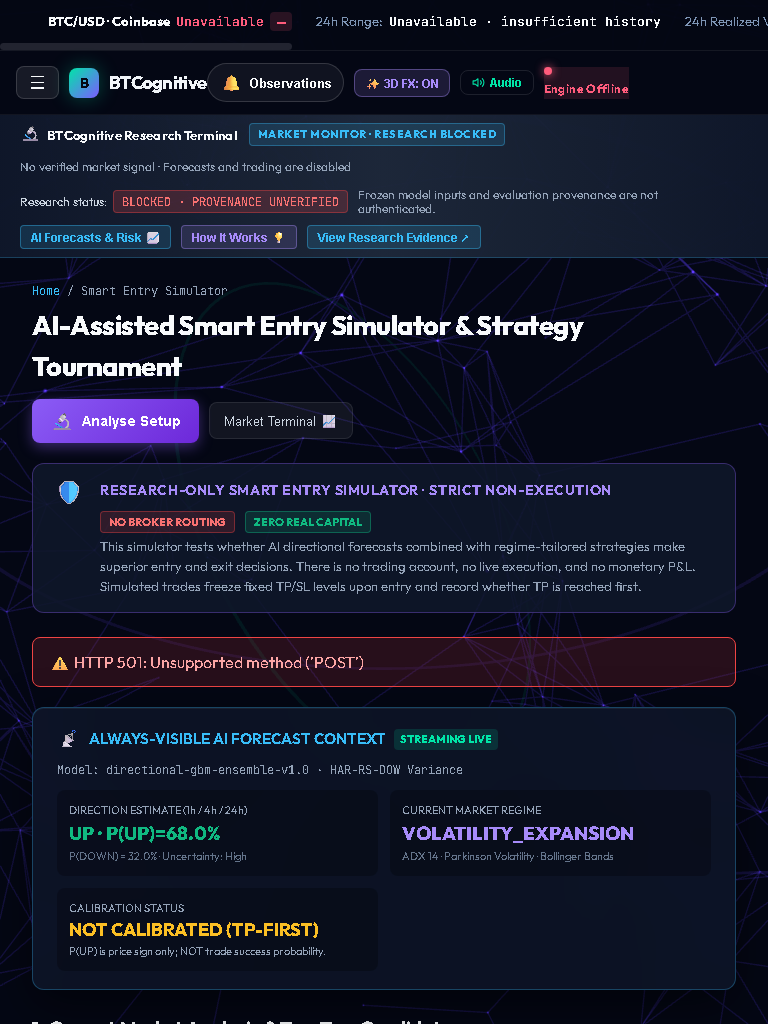 BTC/USD · Coinbase Unavailable — 24h Range: Unavailable · insufficient history 24h Realized V
☰ B BTCognitive 🔔 Observations ✨ 3D FX: ON 🔊 Audio Engine Offline
🔬 BTCognitive Research Terminal MARKET MONITOR · RESEARCH BLOCKED
No verified market signal · Forecasts and trading are disabled
Research status: BLOCKED · PROVENANCE UNVERIFIED Frozen model inputs and evaluation provenance are not
authenticated.
AI Forecasts & Risk 📈 How It Works 💡 View Research Evidence ↗
Home / Smart Entry Simulator
AI-Assisted Smart Entry Simulator & Strategy
Tournament
🔬 Analyse Setup Market Terminal 📈
🛡️ RESEARCH-ONLY SMART ENTRY SIMULATOR · STRICT NON-EXECUTION
NO BROKER ROUTING ZERO REAL CAPITAL
This simulator tests whether AI directional forecasts combined with regime-tailored strategies make
superior entry and exit decisions. There is no trading account, no live execution, and no monetary P&L.
Simulated trades freeze fixed TP/SL levels upon entry and record whether TP is reached first.
⚠️ HTTP 501: Unsupported method ('POST')
📡 ALWAYS-VISIBLE AI FORECAST CONTEXT STREAMING LIVE
Model: directional-gbm-ensemble-v1.0 · HAR-RS-DOW Variance
DIRECTION ESTIMATE (1h / 4h / 24h)
UP · P(UP)=68.0%
P(DOWN) = 32.0% · Uncertainty: High
CURRENT MARKET REGIME
VOLATILITY_EXPANSION
ADX 14 · Parkinson Volatility · Bollinger Bands
CALIBRATION STATUS
NOT CALIBRATED (TP-FIRST)
P(UP) is price sign only; NOT trade success probability.